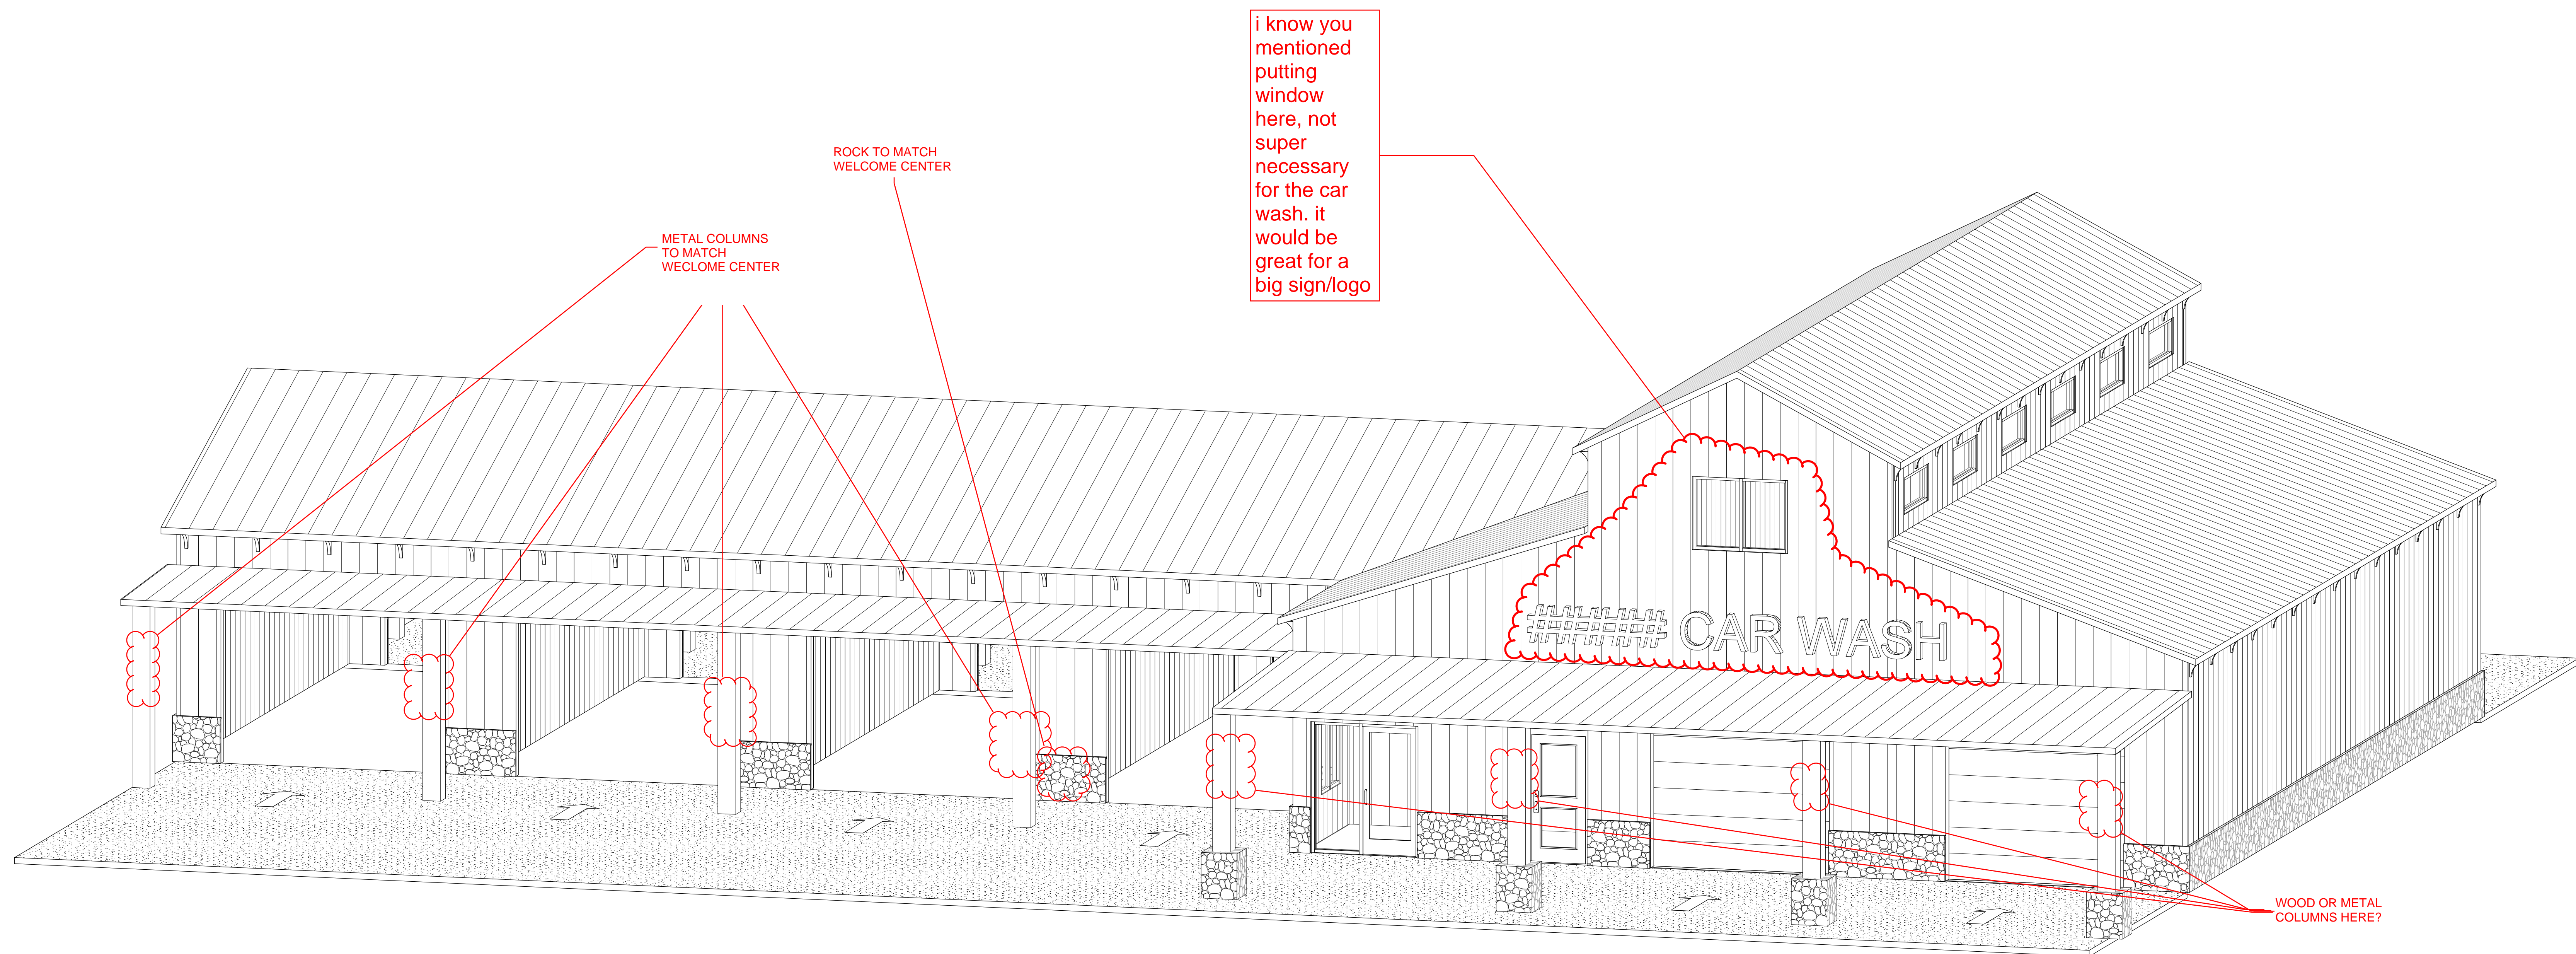 i know you
mentioned
putting
window
here, not
super
necessary
for the car
wash. it
would be
great for a
big sign/logo
ROCK TO MATCH
WELCOME CENTER
METAL COLUMNS
TO MATCH
WECLOME CENTER
###### CAR WASH
WOOD OR METAL
COLUMNS HERE?